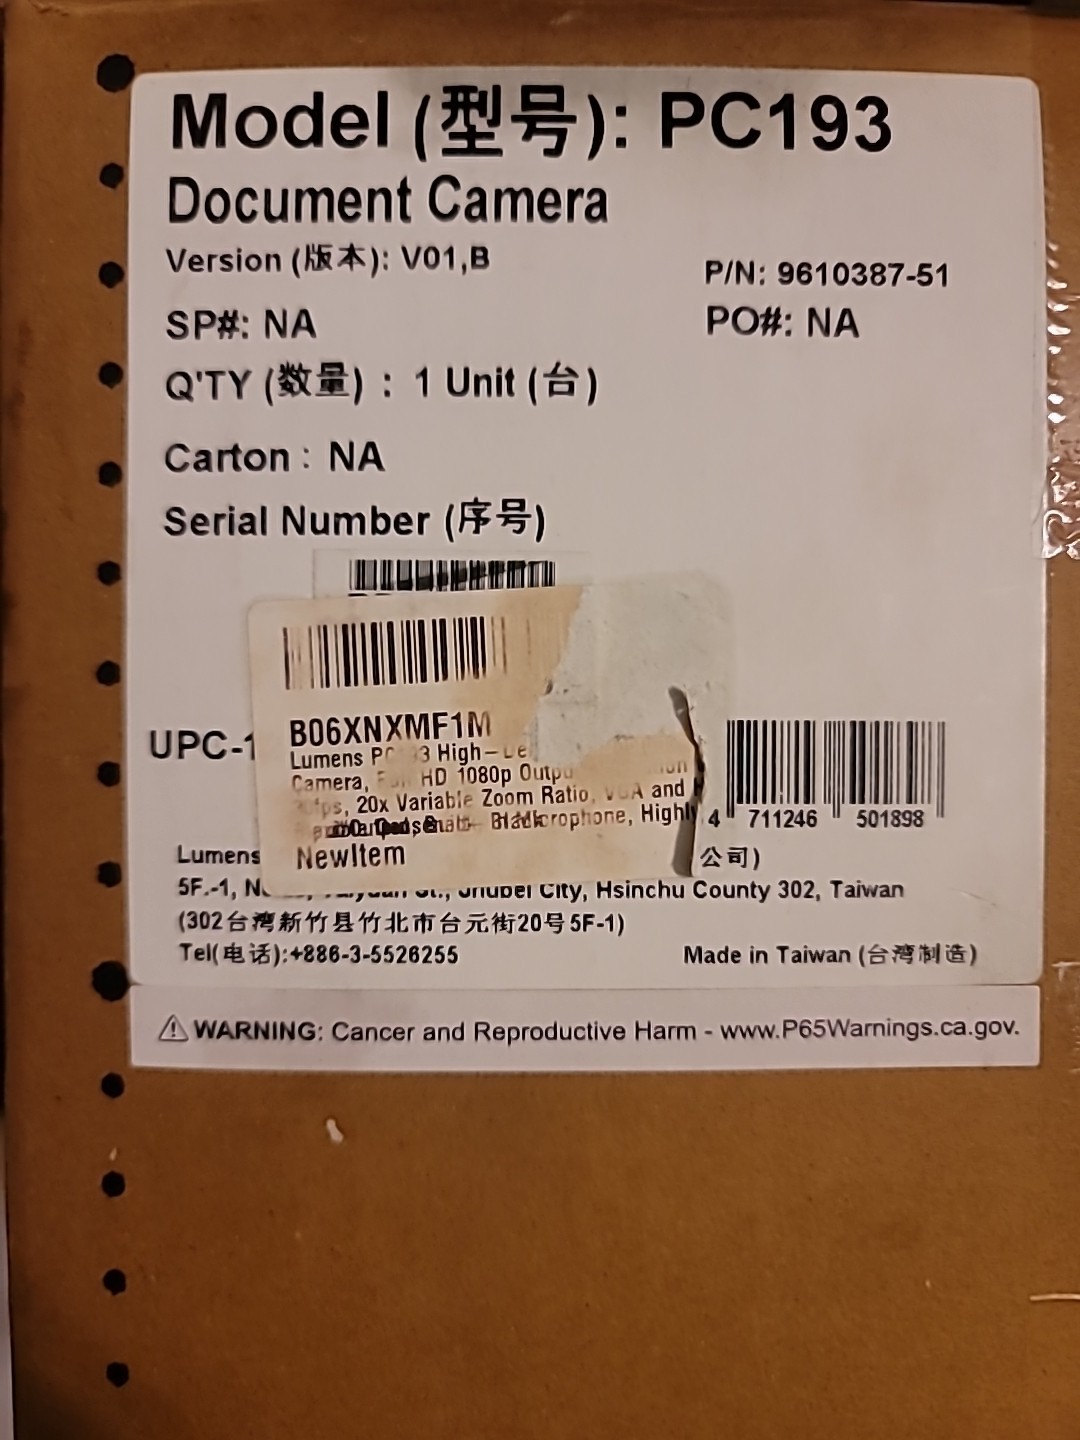 Model (型号): PC193
Document Camera
Version (版本): V01,B
P/N: 9610387-51
SP#: NA
PO#: NA
Q'TY (数量) : 1 Unit (台)
Carton : NA
Serial Number (序号)
B06XNXMF1M
Lumens High-
Camera, HD 1080p
20x Variable Zoom Ratio, and
Microphone, Highly
NewItem
UPC-
4 711246 501898
Lumens 公司)
5F.-1, City, Hsinchu County 302, Taiwan
(302台湾新竹县竹北市台元街20号5F-1)
Tel(电话):+886-3-5526255
Made in Taiwan (台湾制造)
⚠ WARNING: Cancer and Reproductive Harm - www.P65Warnings.ca.gov.